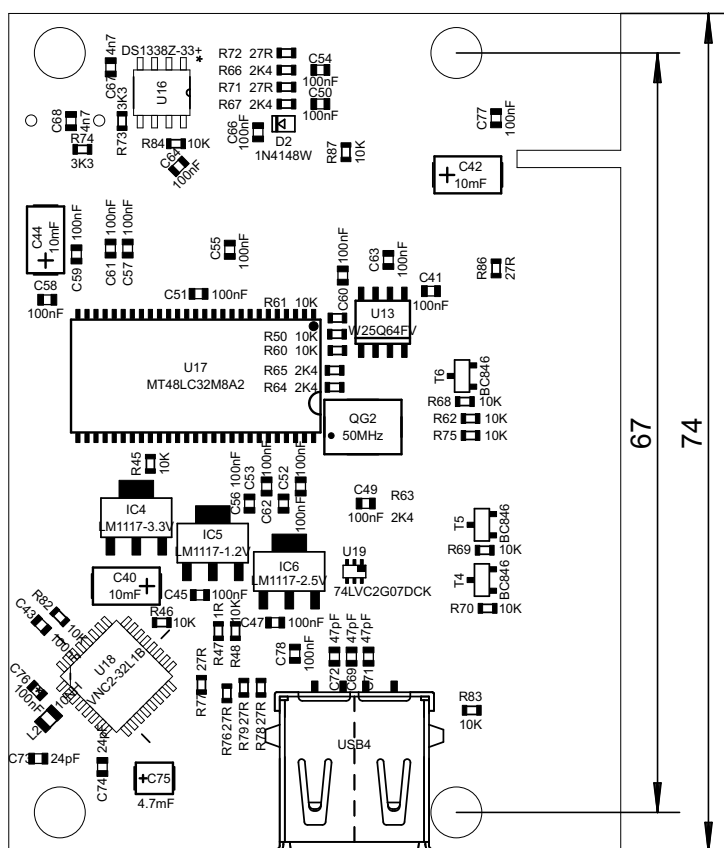 DS1338Z-33+
*
U16
C67
4n7
C68
4n7
R73
3K3
R74
3K3
R84
10K
C64
100nF
R72 27R
R66 2K4
R71 27R
R67 2K4
C54
100nF
C50
100nF
C66
100nF
D2
1N4148W
R87
10K
C77
100nF
C42
10mF
C44
10mF
C59
100nF
C61
100nF
C57
100nF
C55
100nF
C58
100nF
C51
100nF
C60
100nF
C63
100nF
C41
100nF
R86
27R
R61 10K
R50 10K
R60 10K
R65 2K4
R64 2K4
U13
W25Q64FV
U17
MT48LC32M8A2
QG2
50MHz
T6
BC846
R68 10K
R62 10K
R75 10K
67
74
R45
10K
C56
100nF
C53
C62
100nF
C52
100nF
100nF
C49
100nF
R63
2K4
IC4
LM1117-3.3V
IC5
LM1117-1.2V
IC6
LM1117-2.5V
U19
74LVC2G07DCK
T5
BC846
R69 10K
T4
BC846
R70 10K
C40
10mF
C45 100nF
R46
10K
R47
1R
R48
10K
C47 100nF
C78
100nF
C72
47pF
C69
47pF
C71
47pF
R82
10K
C43
100nF
U18
VNC2-32L1B
C76
100nF
L2
C73 24pF
C74
24pF
C75
4.7mF
R77
27R
R76
27R
R79
27R
R78
27R
USB4
R83
10K